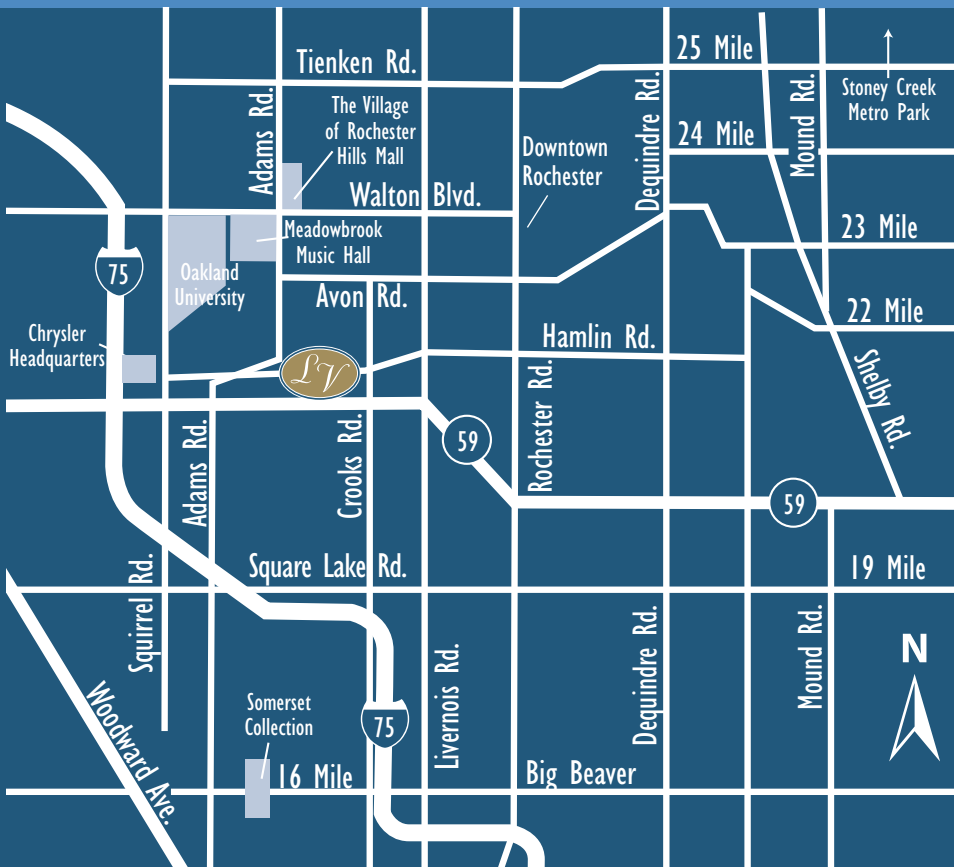 25 Mile
Tienken Rd.
Stoney Creek
Metro Park
Adams Rd.
The Village
of Rochester
Hills Mall
Dequindre Rd.
Mound Rd.
24 Mile
Downtown
Rochester
Walton Blvd.
23 Mile
Meadowbrook
Music Hall
75
Oakland
University
Avon Rd.
22 Mile
Chrysler
Headquarters
Hamlin Rd.
LV
Shelby Rd.
Rochester Rd.
Crooks Rd.
Adams Rd.
59
59
Square Lake Rd.
19 Mile
Squirrel Rd.
Dequindre Rd.
Mound Rd.
N
Livernois Rd.
Woodward Ave.
Somerset
Collection
75
16 Mile
Big Beaver